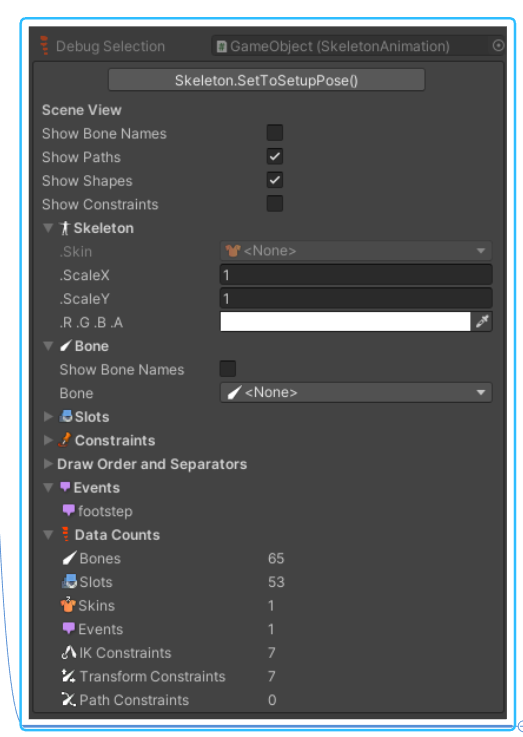 Debug Selection GameObject (SkeletonAnimation)
Skeleton.SetToSetupPose()
Scene View
Show Bone Names
Show Paths
Show Shapes
Show Constraints
Skeleton
.Skin <None>
.ScaleX 1
.ScaleY 1
.R .G .B .A
Bone
Show Bone Names
Bone <None>
Slots
Constraints
Draw Order and Separators
Events
footstep
Data Counts
Bones 65
Slots 53
Skins 1
Events 1
IK Constraints 7
Transform Constraints 7
Path Constraints 0